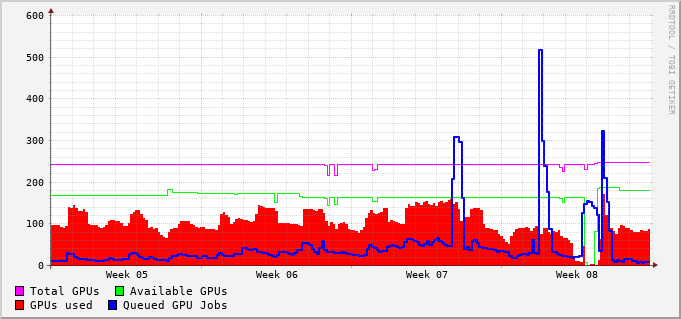 600
500
400
300
200
100
0
Week 05 Week 06 Week 07 Week 08
Total GPUs Available GPUs
GPUs used Queued GPU Jobs
RRDTOOL / TOBI OETIKER